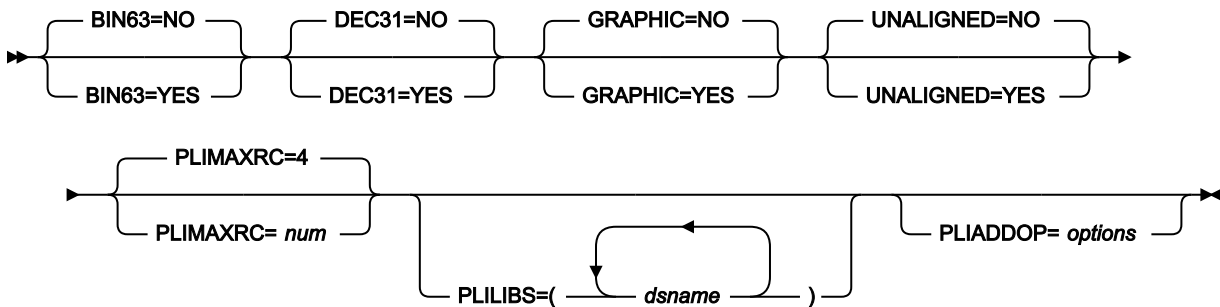 BIN63=NO DEC31=NO GRAPHIC=NO UNALIGNED=NO
BIN63=YES DEC31=YES GRAPHIC=YES UNALIGNED=YES
PLIMAXRC=4
PLIMAXRC= num PLIADDOP= options
PLILIBS=( dsname )